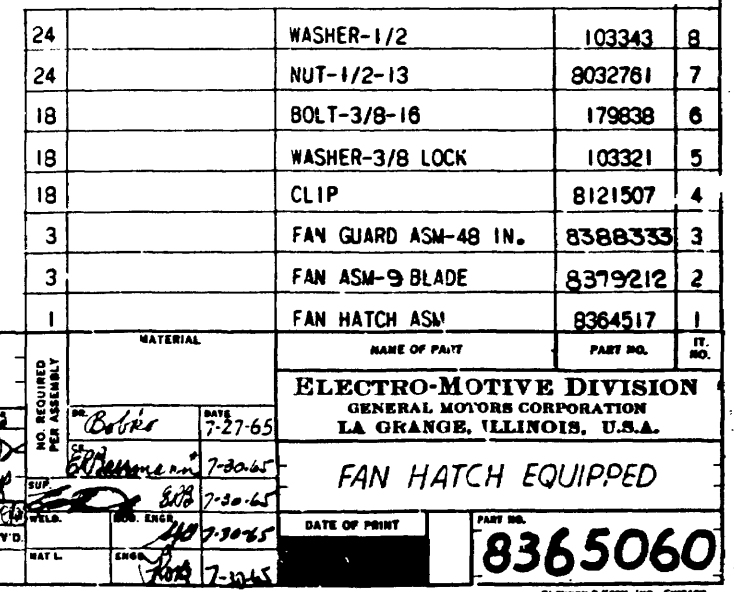 24 WASHER-1/2 103343 8
24 NUT-1/2-13 8032761 7
18 BOLT-3/8-16 179838 6
18 WASHER-3/8 LOCK 103321 5
18 CLIP 8121507 4
3 FAN GUARD ASM-48 IN. 8388333 3
3 FAN ASM-9 BLADE 8379212 2
1 FAN HATCH ASM 8364517 1
NO. REQUIRED PER ASSEMBLY
MATERIAL
NAME OF PART PART NO. IT. NO.
ELECTRO-MOTIVE DIVISION
GENERAL MOTORS CORPORATION
LA GRANGE, ILLINOIS, U.S.A.
DR. Bobko DATE 7-27-65
7-30-65
FAN HATCH EQUIPPED
SUP. 7-30-65
WELD. ENGR. 7-30-65
V'D.
MAT'L. ENGR. 7-30-65
DATE OF PRINT
PART NO.
8365060